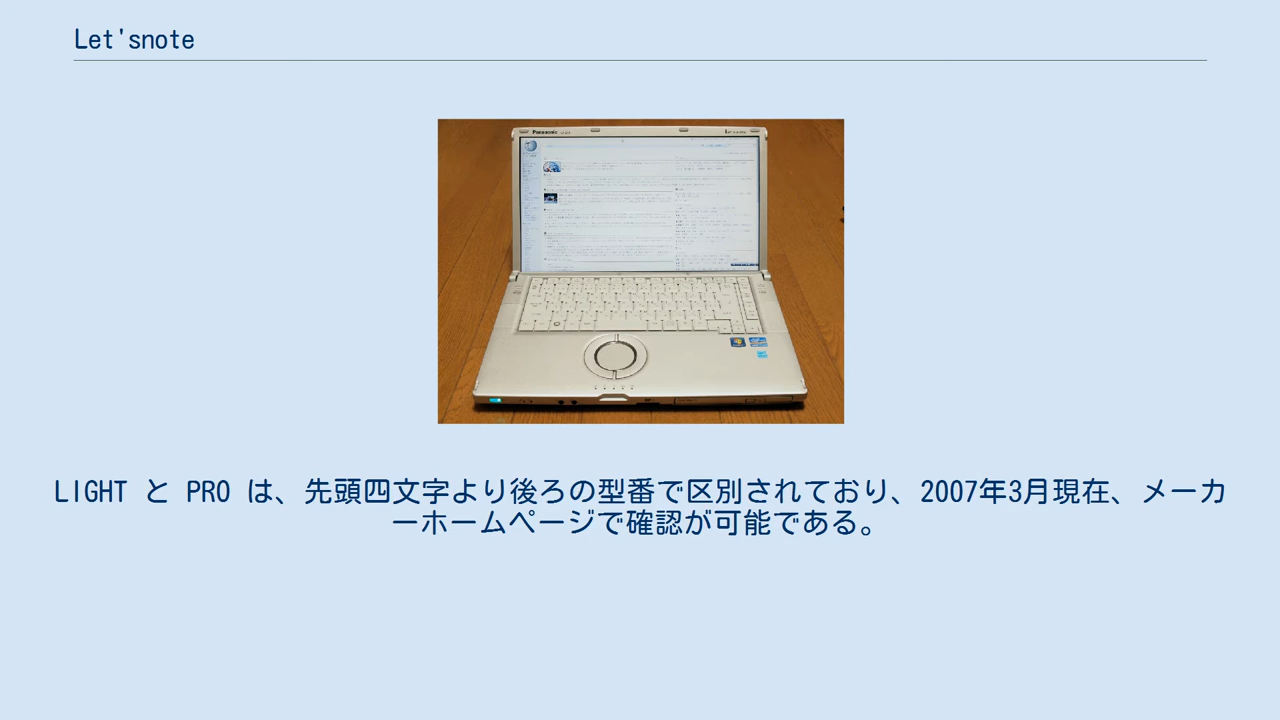 Let'snote
Panasonic
LIGHT と PRO は、先頭四文字より後ろの型番で区別されており、2007年3月現在、メーカ
ーホームページで確認が可能である。